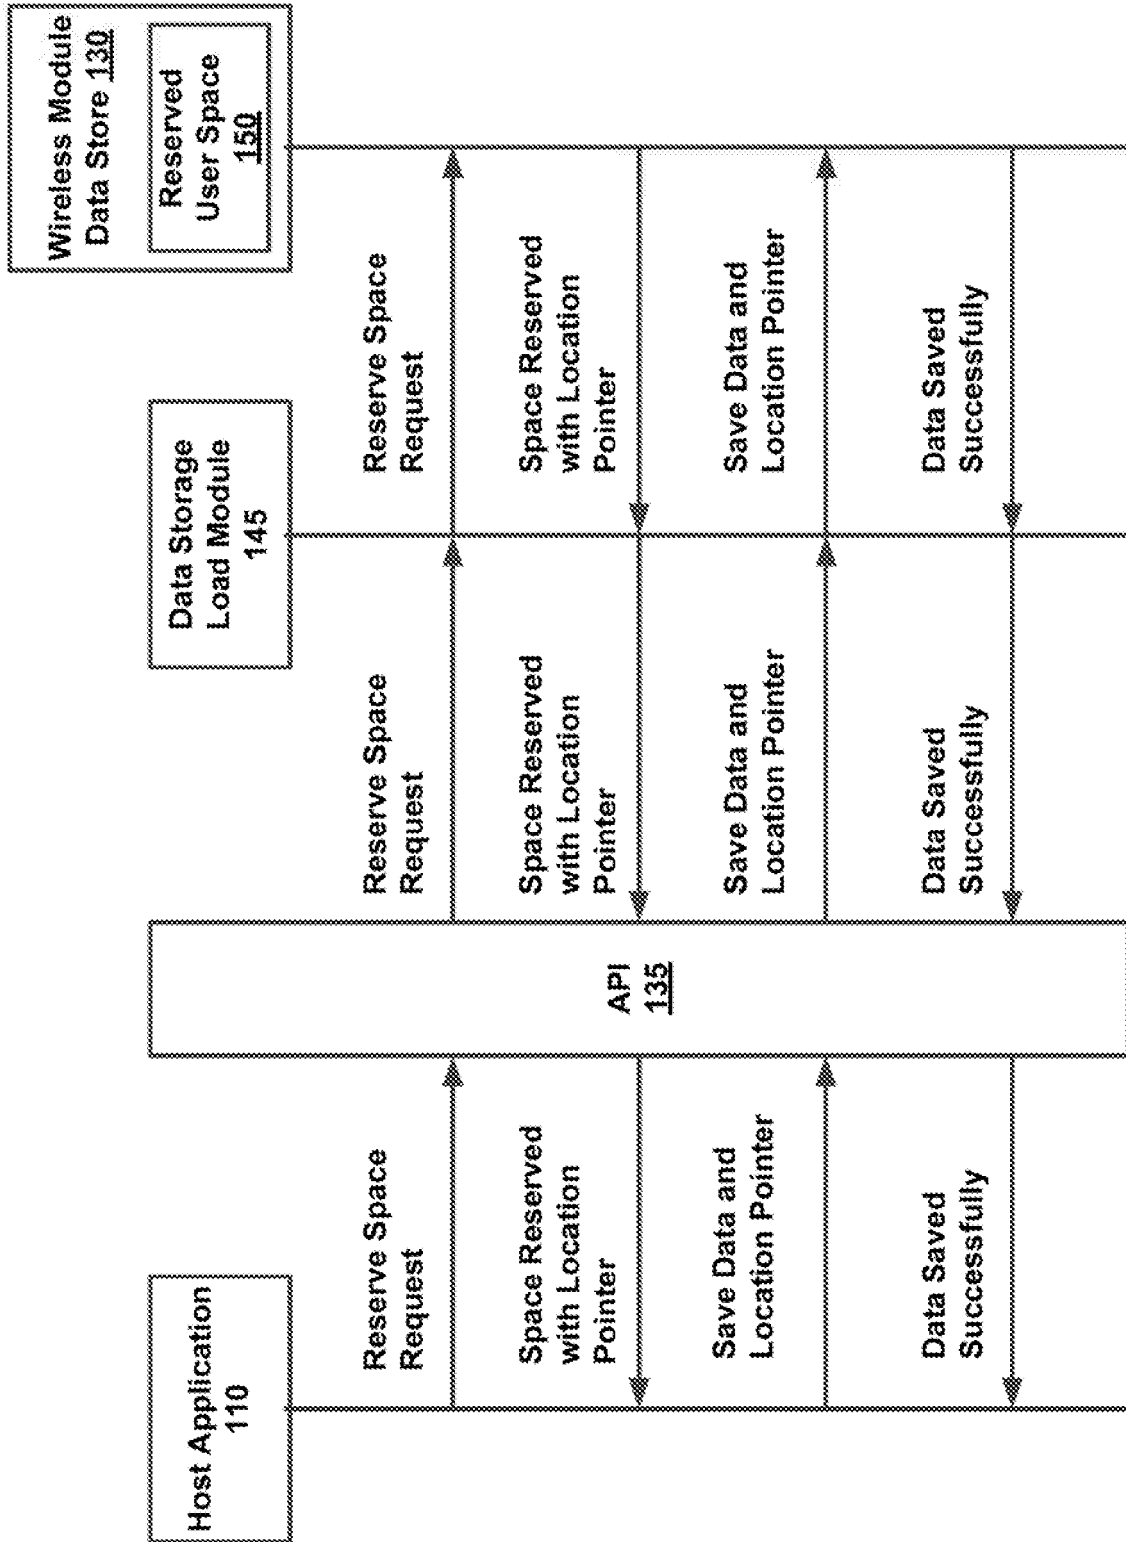 Host Application
110
API
135
Data Storage
Load Module
145
Wireless Module
Data Store 130
Reserved
User Space
150
Reserve Space
Request
Reserve Space
Request
Reserve Space
Request
Space Reserved
with Location
Pointer
Space Reserved
with Location
Pointer
Space Reserved
with Location
Pointer
Save Data and
Location Pointer
Save Data and
Location Pointer
Save Data and
Location Pointer
Data Saved
Successfully
Data Saved
Successfully
Data Saved
Successfully